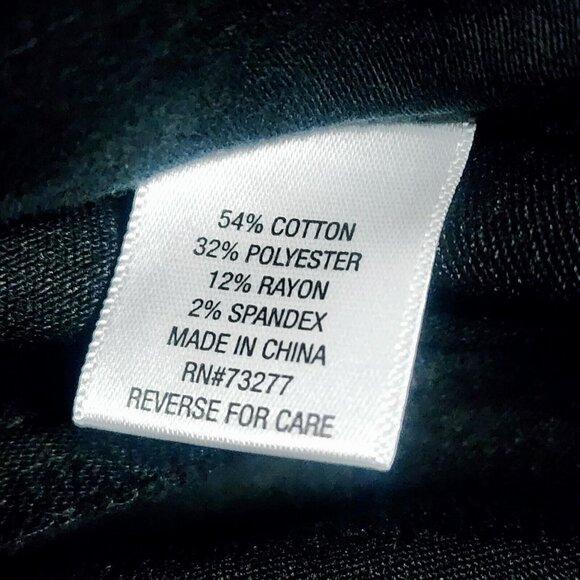 54% COTTON
32% POLYESTER
12% RAYON
2% SPANDEX
MADE IN CHINA
RN#73277
REVERSE FOR CARE